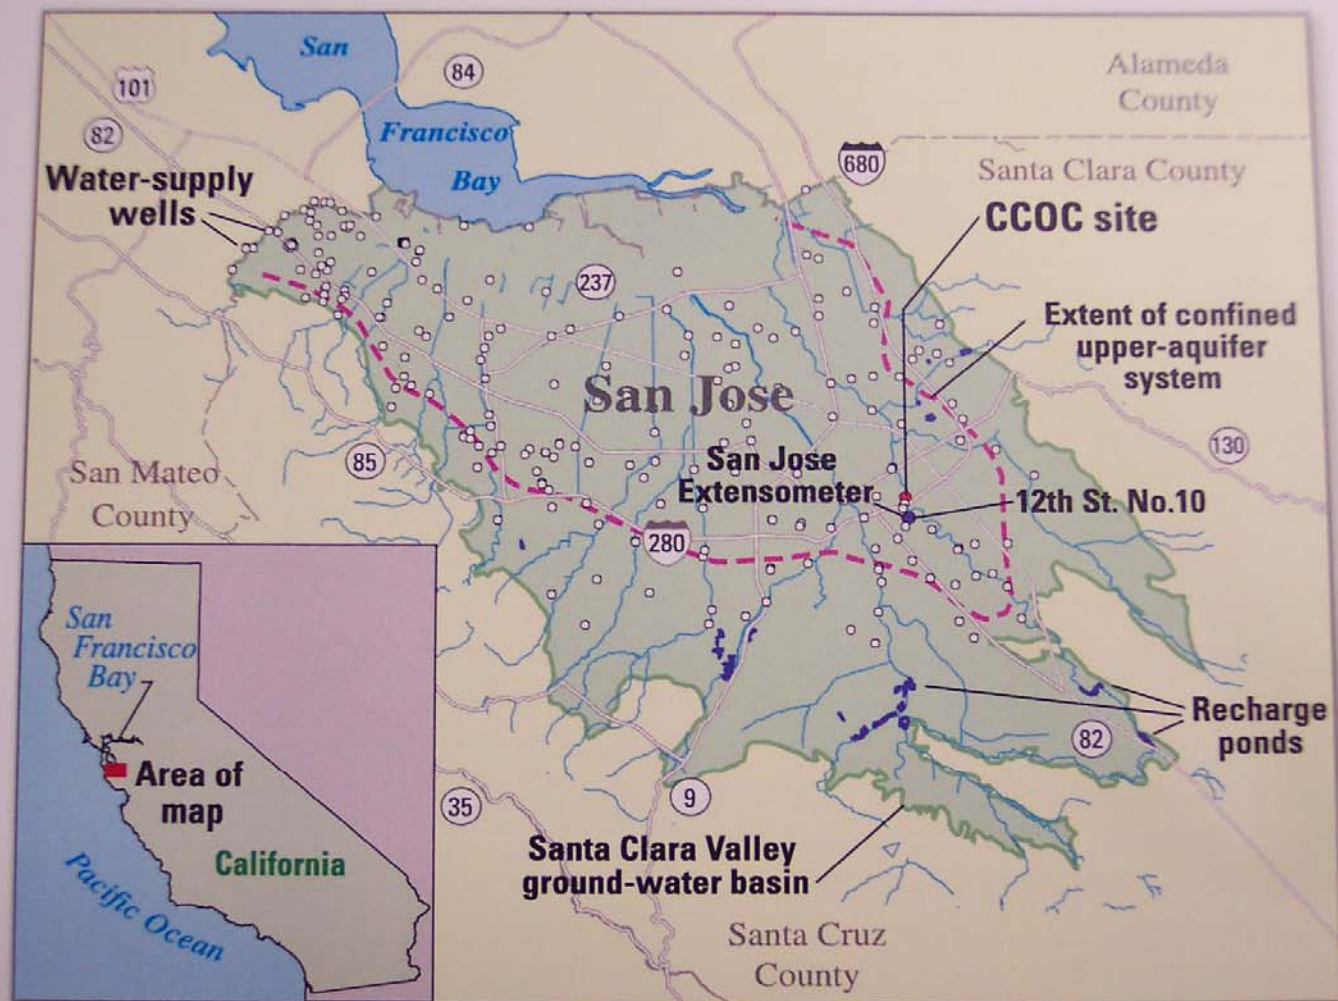 San
Francisco
Bay
84
101
82
Alameda
County
680
Santa Clara County
Water-supply
wells
CCOC site
237
Extent of confined
upper-aquifer
system
San Jose
130
85
San Mateo
County
San Jose
Extensometer
12th St. No.10
280
San
Francisco
Bay
Area of
map
California
Pacific Ocean
Recharge
ponds
82
35
9
Santa Clara Valley
ground-water basin
Santa Cruz
County